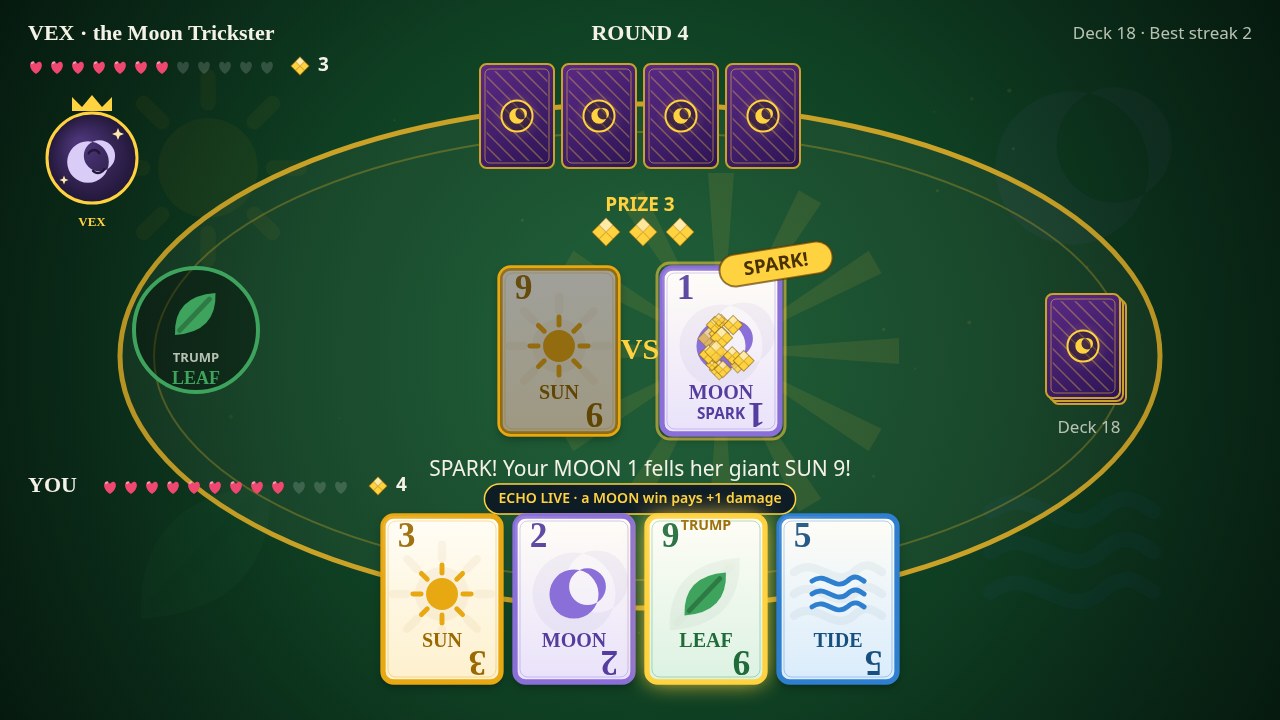 VEX · the Moon Trickster
3
ROUND 4
Deck 18 · Best streak 2
VEX
PRIZE 3
TRUMP
LEAF
9
SUN
9
VS
SPARK!
1
MOON
SPARK
1
Deck 18
SPARK! Your MOON 1 fells her giant SUN 9!
YOU
4
ECHO LIVE · a MOON win pays +1 damage
3
SUN
3
2
MOON
2
9
TRUMP
LEAF
9
5
TIDE
5